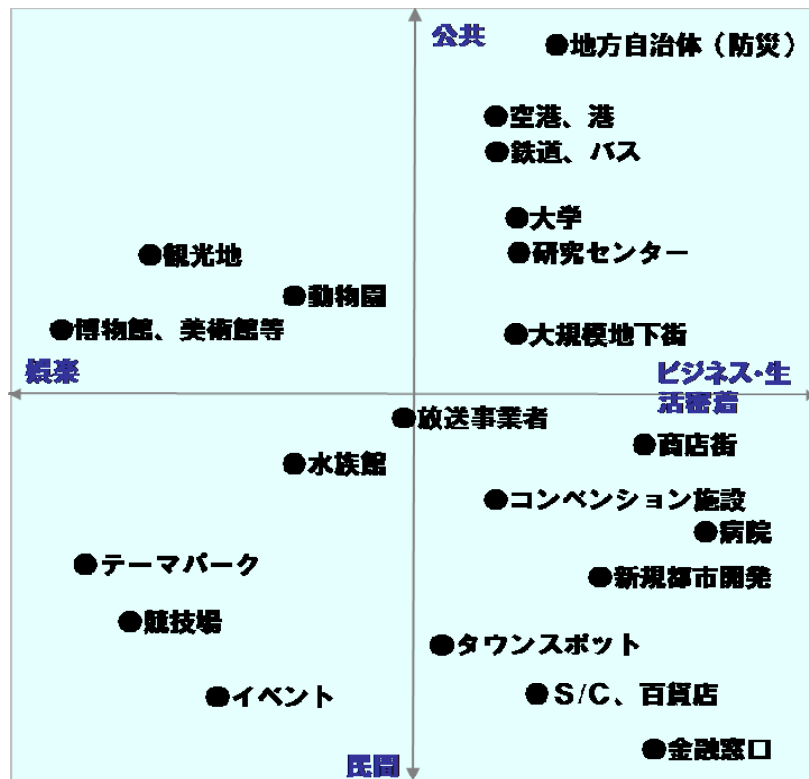 公共
●地方自治体（防災）
●空港、港
●鉄道、バス
●大学
●観光地
●研究センター
●動物園
●博物館、美術館等
●大規模地下街
娯楽
ビジネス・生
活密着
●放送事業者
●商店街
●水族館
●コンベンション施設
●病院
●テーマパーク
●新規都市開発
●競技場
●タウンスポット
●イベント
●S/C、百貨店
●金融窓口
民間